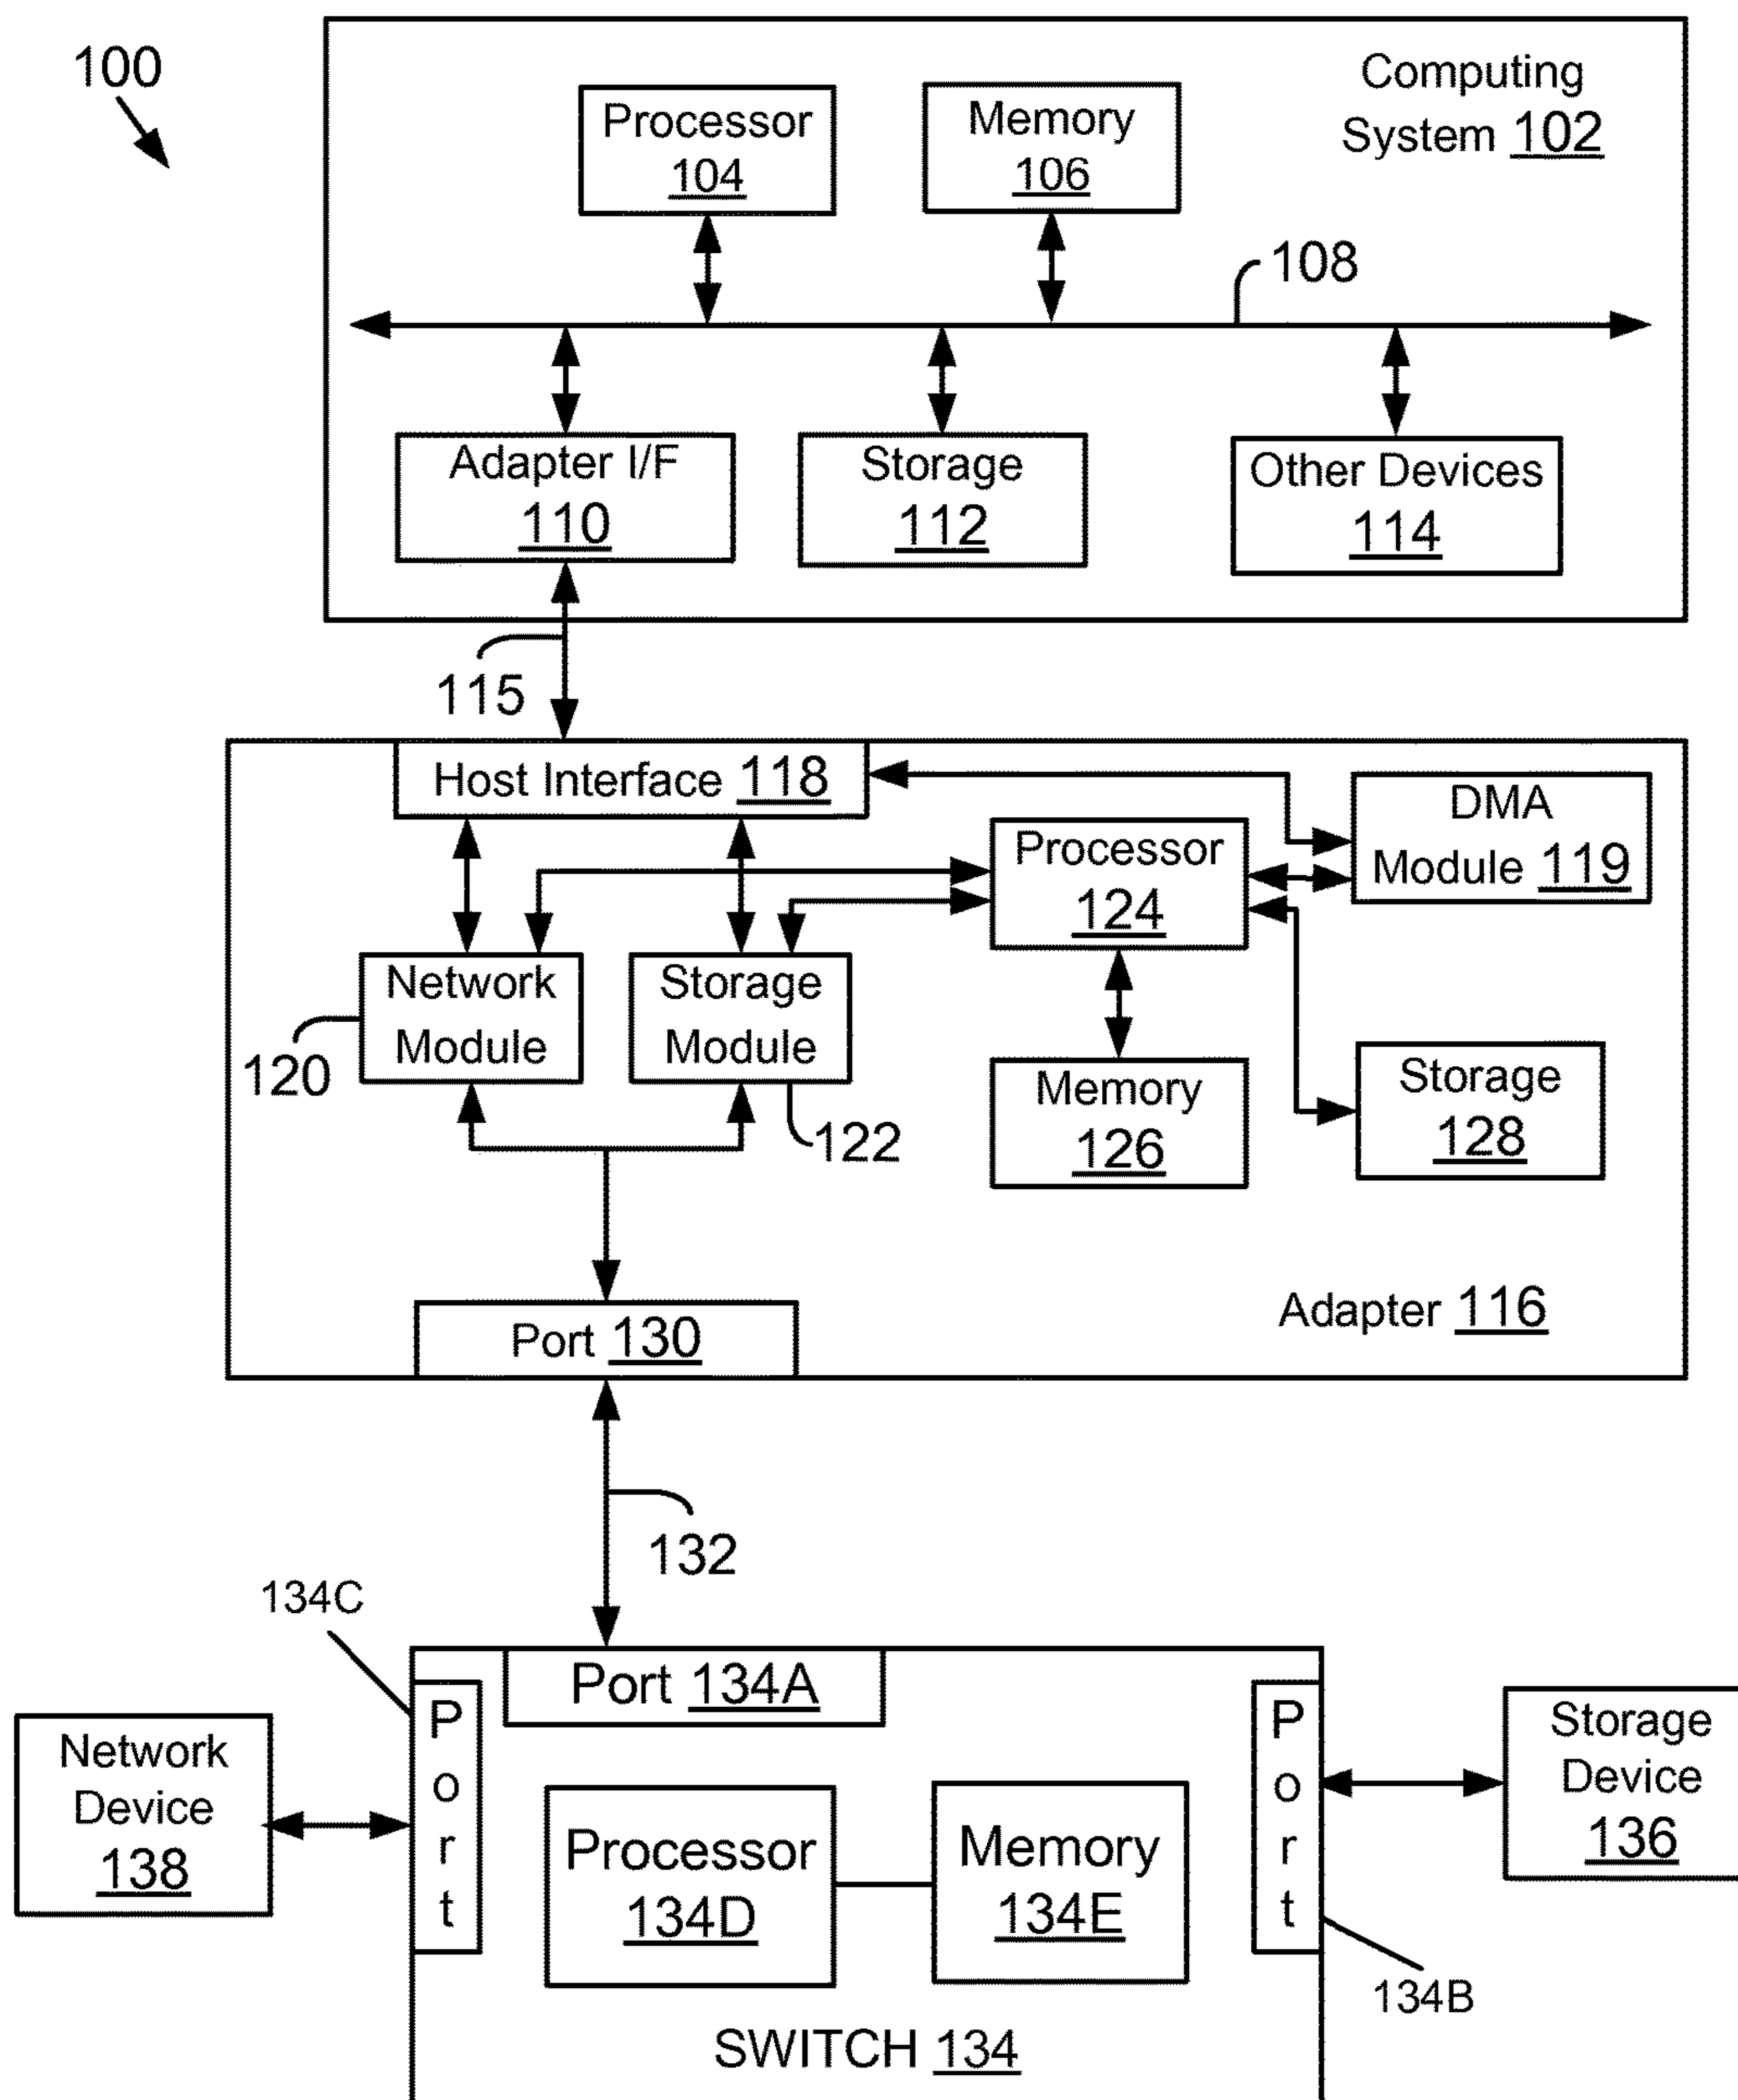 100
Computing
System 102
Processor
104
Memory
106
108
Adapter I/F
110
Storage
112
Other Devices
114
115
Host Interface 118
DMA
Module 119
Processor
124
Network
Module
120
Storage
Module
122
Memory
126
Storage
128
Adapter 116
Port 130
132
134C
Port 134A
Port
Port
Network
Device
138
Storage
Device
136
Processor
134D
Memory
134E
134B
SWITCH 134